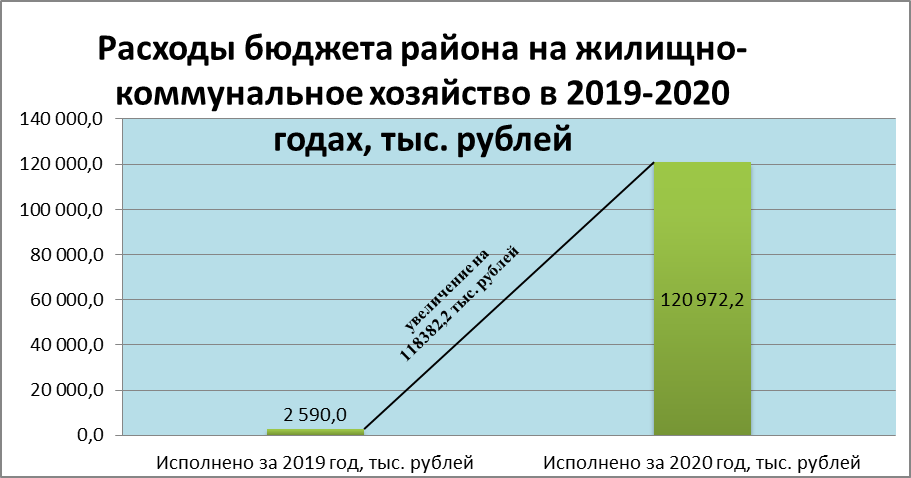 Расходы бюджета района на жилищно-
коммунальное хозяйство в 2019-2020
годах, тыс. рублей
140 000,0
120 000,0
100 000,0
80 000,0
60 000,0
40 000,0
20 000,0
0,0
2 590,0
увеличение на
118382,2 тыс. рублей
120 972,2
Исполнено за 2019 год, тыс. рублей
Исполнено за 2020 год, тыс. рублей